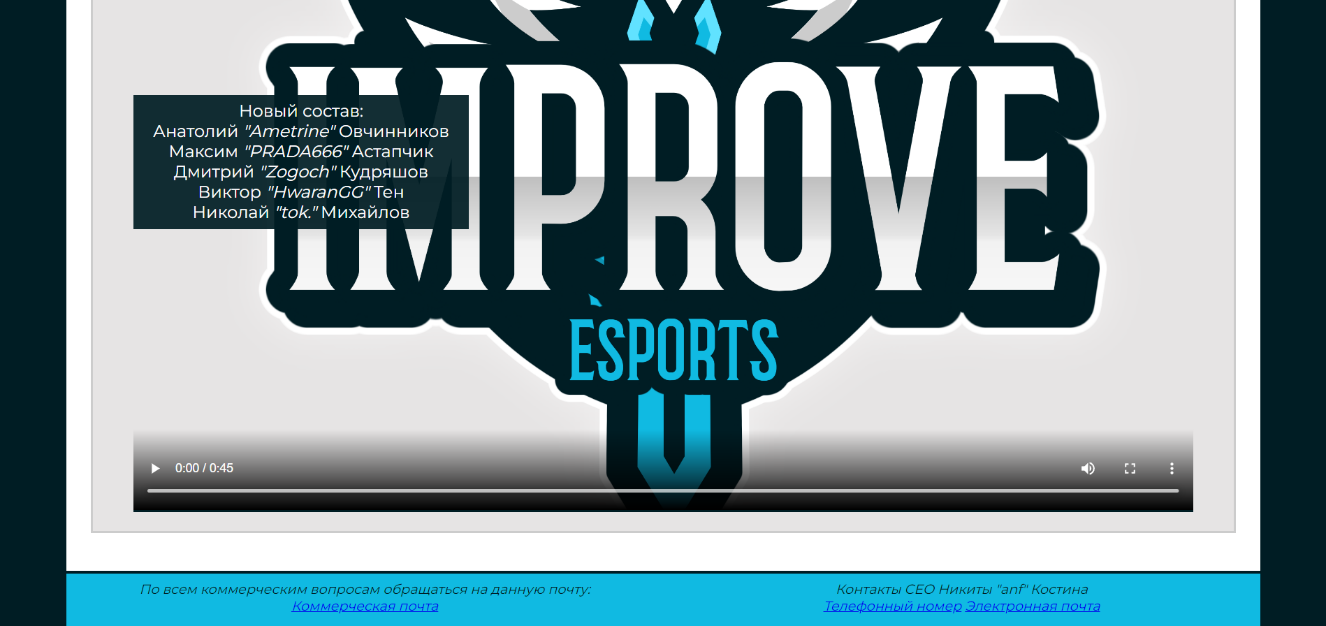 IMPROVE
Новый состав:
Анатолий "Ametrine" Овчинников
Максим "PRADA666" Астапчик
Дмитрий "Zogoch" Кудряшов
Виктор "HwaranGG" Тен
Николай "tok." Михайлов
ESPORTS
0:00 / 0:45
По всем коммерческим вопросам обращаться на данную почту:
Коммерческая почта
Контакты CEO Никиты "anf" Костина
Телефонный номер Электронная почта